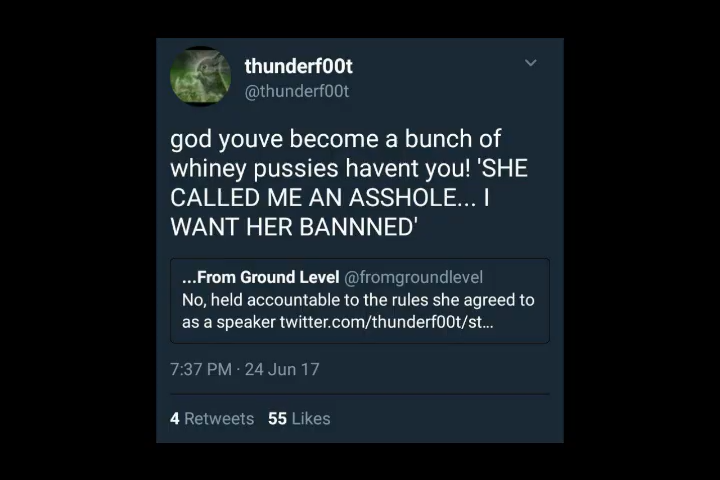 thunderf00t
@thunderf00t
god youve become a bunch of
whiney pussies havent you! 'SHE
CALLED ME AN ASSHOLE... I
WANT HER BANNNED'
...From Ground Level @fromgroundlevel
No, held accountable to the rules she agreed to
as a speaker twitter.com/thunderf00t/st...
7:37 PM · 24 Jun 17
4 Retweets 55 Likes